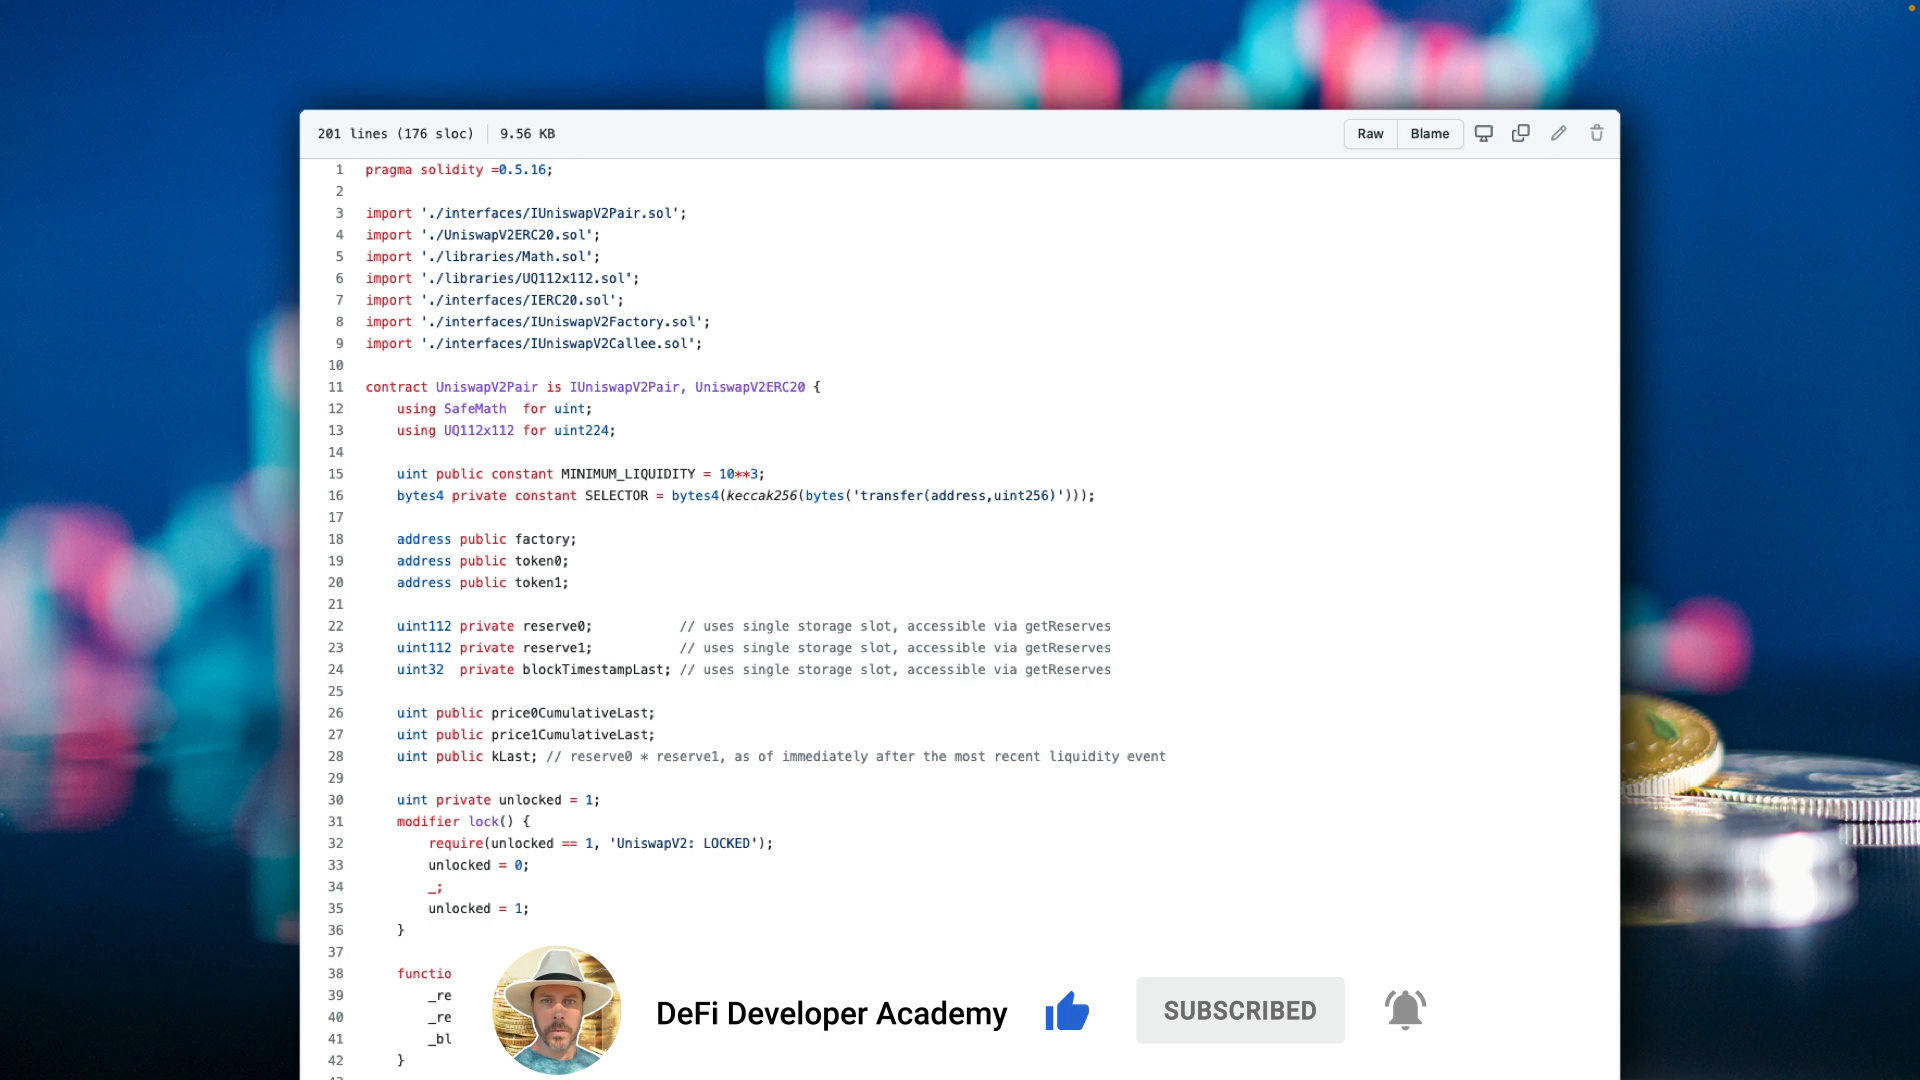 201 lines (176 sloc) 9.56 KB Raw Blame
1 pragma solidity =0.5.16;
2
3 import './interfaces/IUniswapV2Pair.sol';
4 import './UniswapV2ERC20.sol';
5 import './libraries/Math.sol';
6 import './libraries/UQ112x112.sol';
7 import './interfaces/IERC20.sol';
8 import './interfaces/IUniswapV2Factory.sol';
9 import './interfaces/IUniswapV2Callee.sol';
10
11 contract UniswapV2Pair is IUniswapV2Pair, UniswapV2ERC20 {
12 using SafeMath  for uint;
13 using UQ112x112 for uint224;
14
15 uint public constant MINIMUM_LIQUIDITY = 10**3;
16 bytes4 private constant SELECTOR = bytes4(keccak256(bytes('transfer(address,uint256)')));
17
18 address public factory;
19 address public token0;
20 address public token1;
21
22 uint112 private reserve0;           // uses single storage slot, accessible via getReserves
23 uint112 private reserve1;           // uses single storage slot, accessible via getReserves
24 uint32  private blockTimestampLast; // uses single storage slot, accessible via getReserves
25
26 uint public price0CumulativeLast;
27 uint public price1CumulativeLast;
28 uint public kLast; // reserve0 * reserve1, as of immediately after the most recent liquidity event
29
30 uint private unlocked = 1;
31 modifier lock() {
32 require(unlocked == 1, 'UniswapV2: LOCKED');
33 unlocked = 0;
34 _;
35 unlocked = 1;
36 }
37
38 functio
39 _re
40 _re
41 _bl
42 }
DeFi Developer Academy SUBSCRIBED